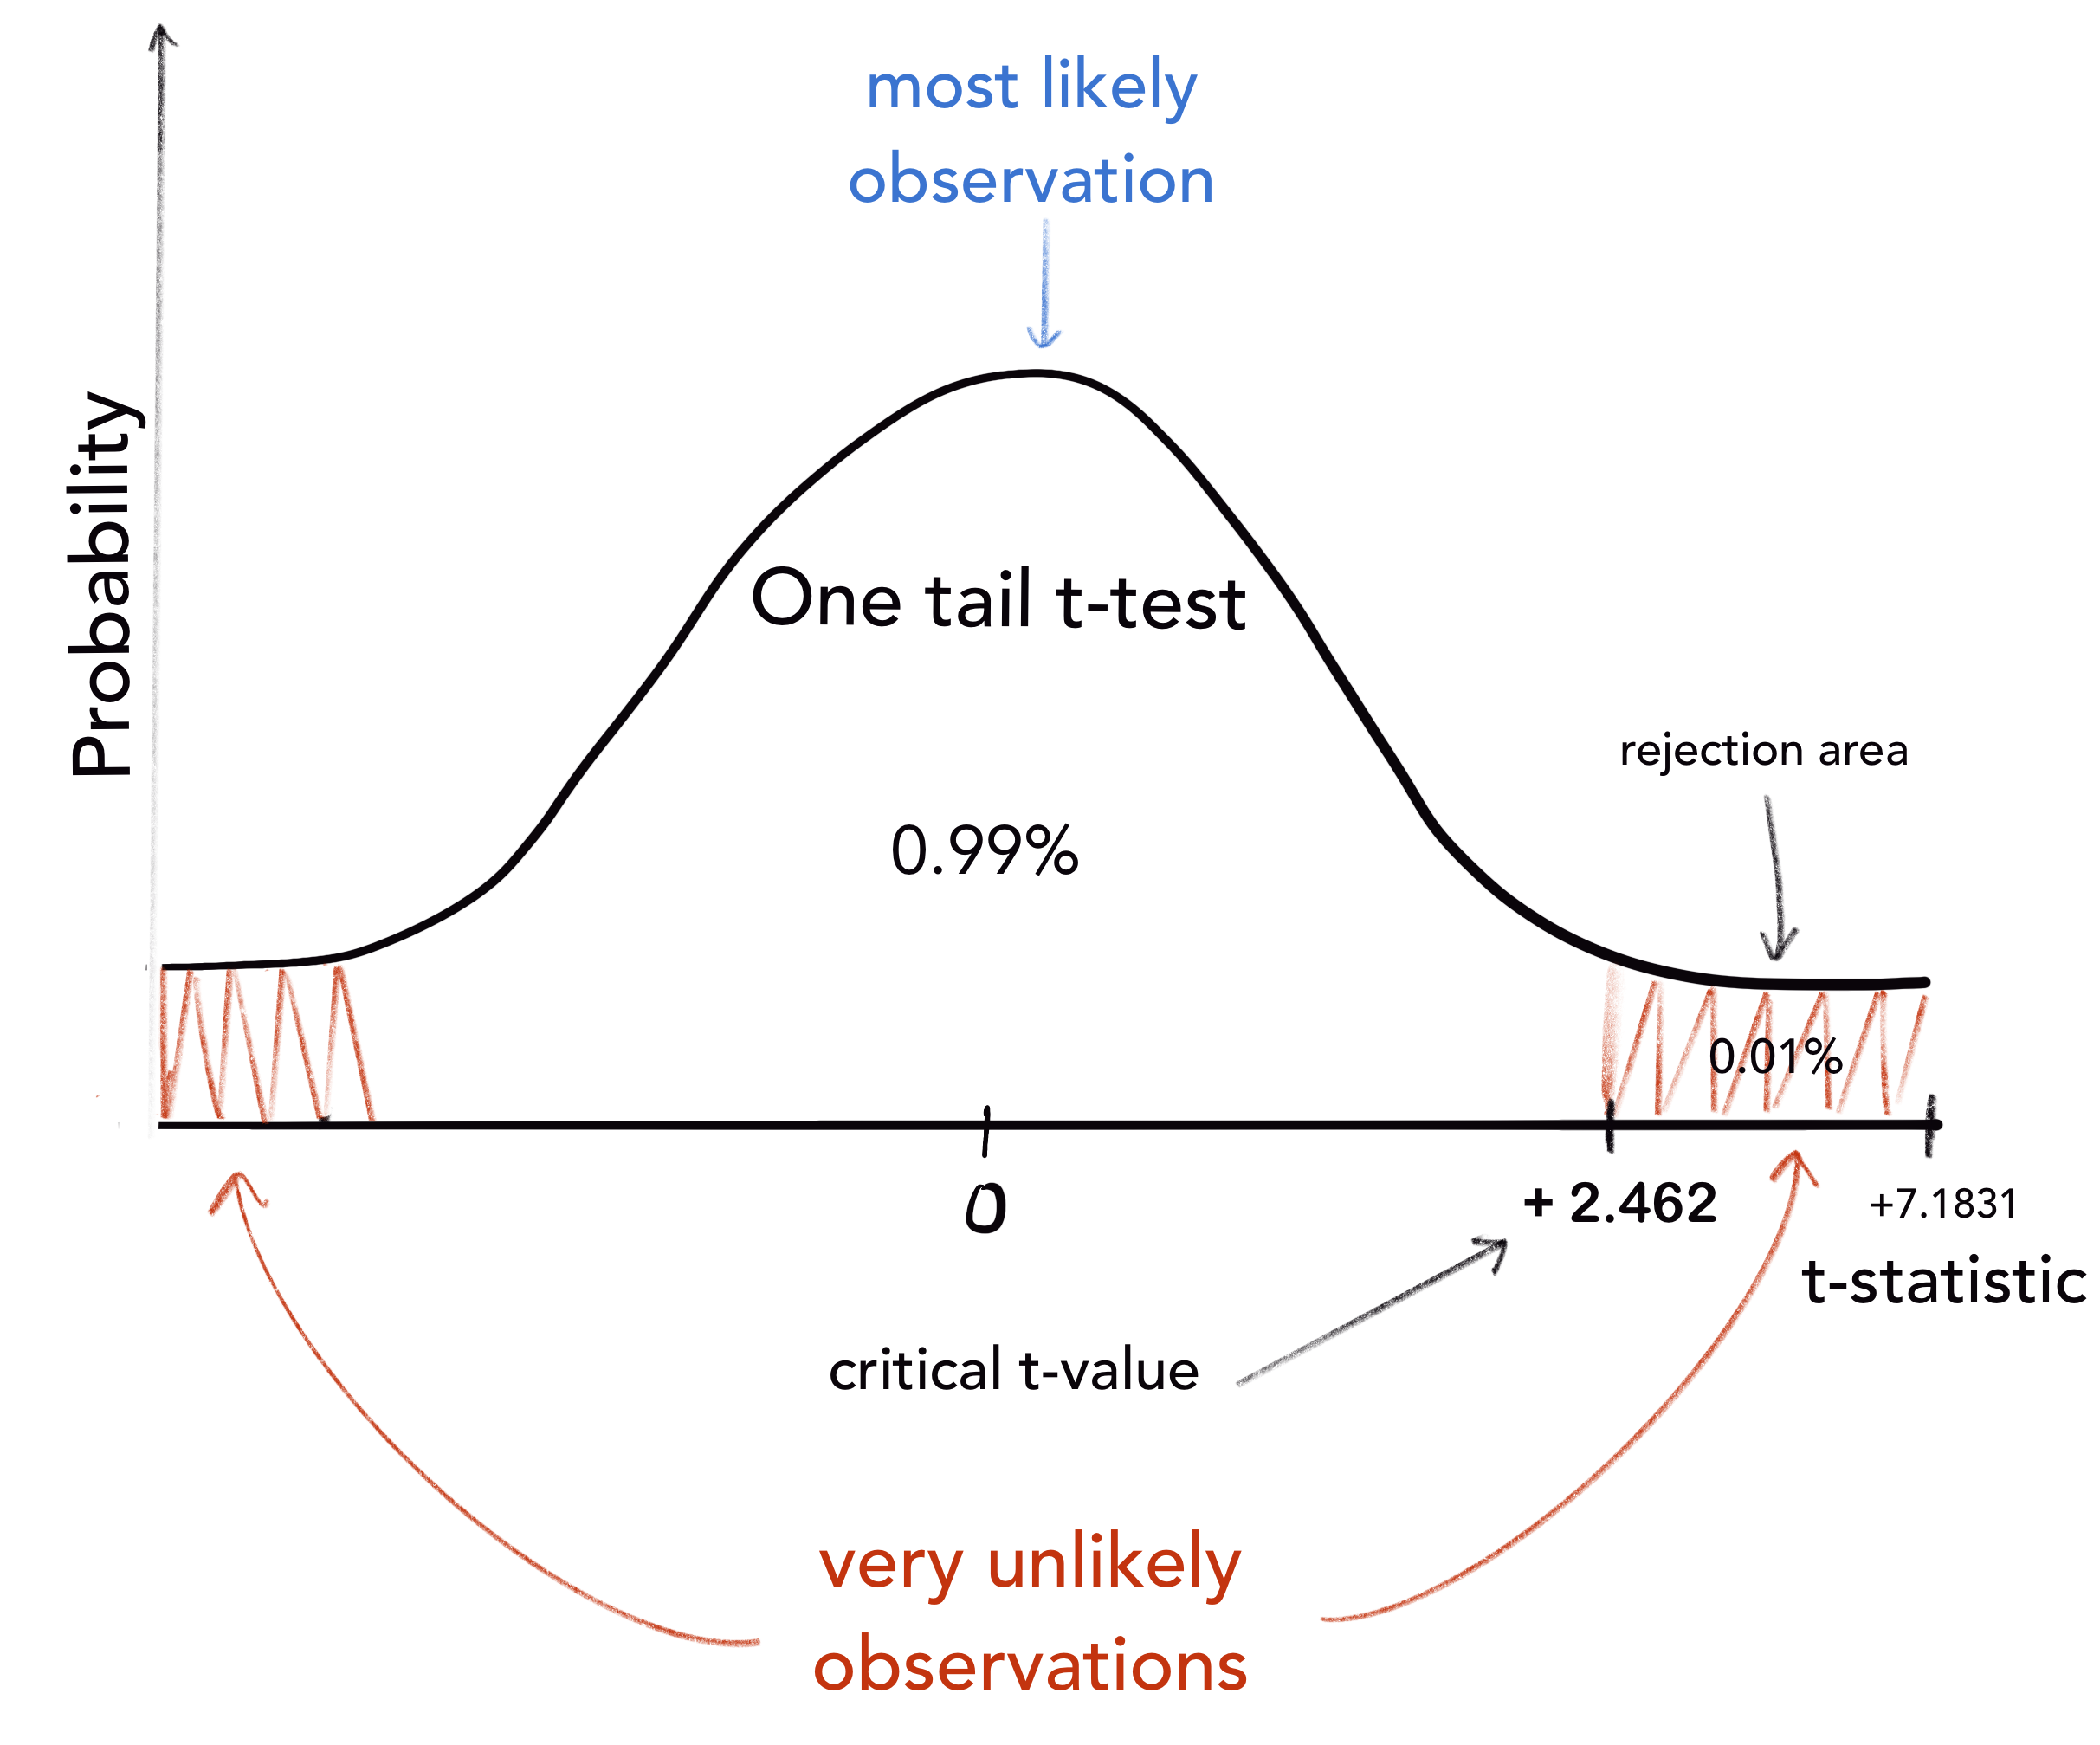 most likely
observation
Probability
One tail t-test
rejection area
0.99%
0.01%
0
+ 2.462
+7.1831
t-statistic
critical t-value
very unlikely
observations